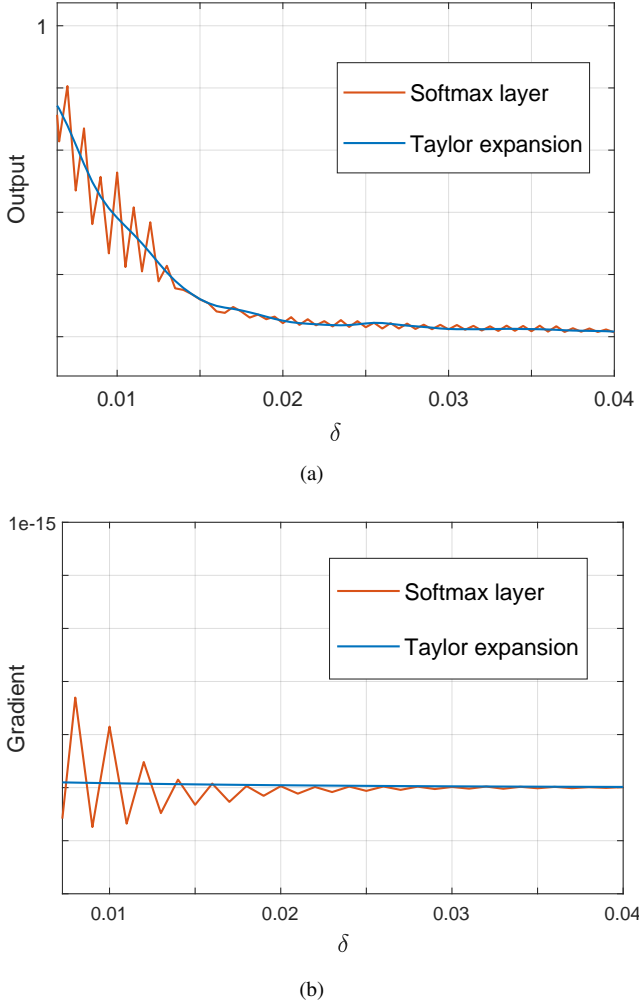 1
Output
Softmax layer
Taylor expansion
0.01
0.02
0.03
0.04
δ
(a)
1e-15
Gradient
Softmax layer
Taylor expansion
0.01
0.02
0.03
0.04
δ
(b)